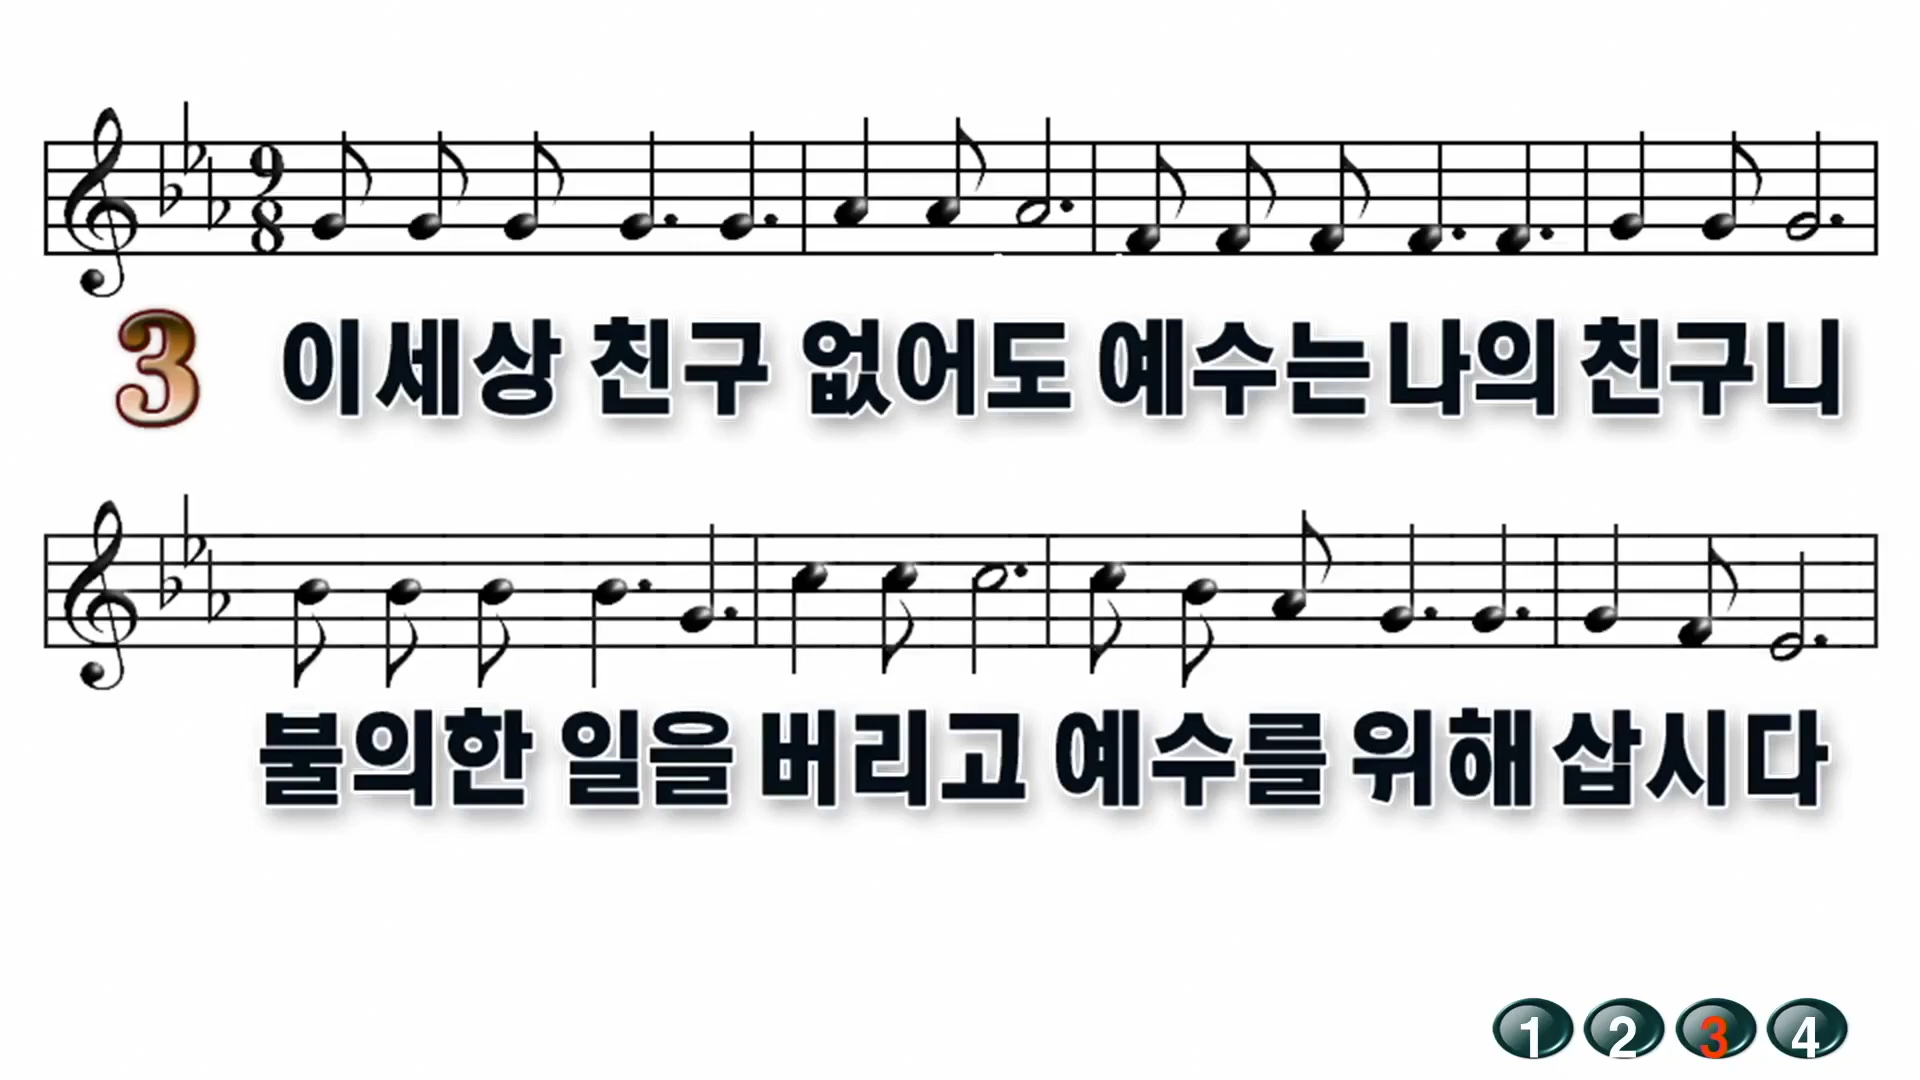 9
8
3 이세상 친구 없어도 예수는 나의 친구니
불의한 일을 버리고 예수를 위해 삽시다
1 2 3 4